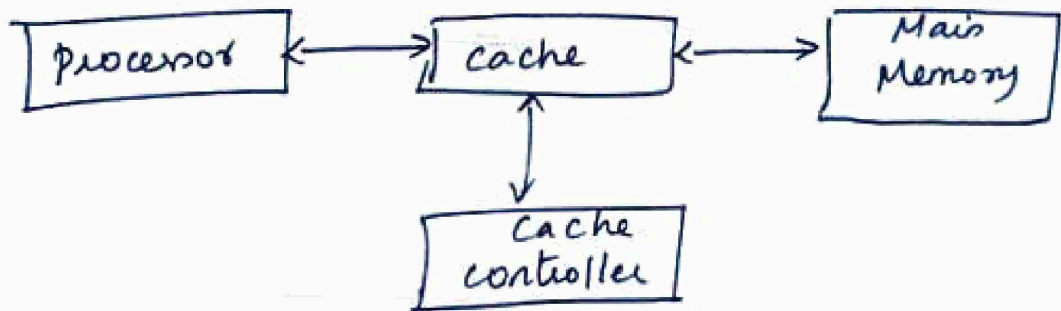 Processor
Cache
Main
Memory
Cache
controller